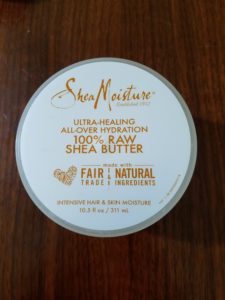 SheaMoisture
Established 1912
ULTRA-HEALING
ALL-OVER HYDRATION
100% RAW
SHEA BUTTER
made with
FAIR & NATURAL
TRADE INGREDIENTS
INTENSIVE HAIR & SKIN MOISTURE
10.5 fl oz / 311 mL